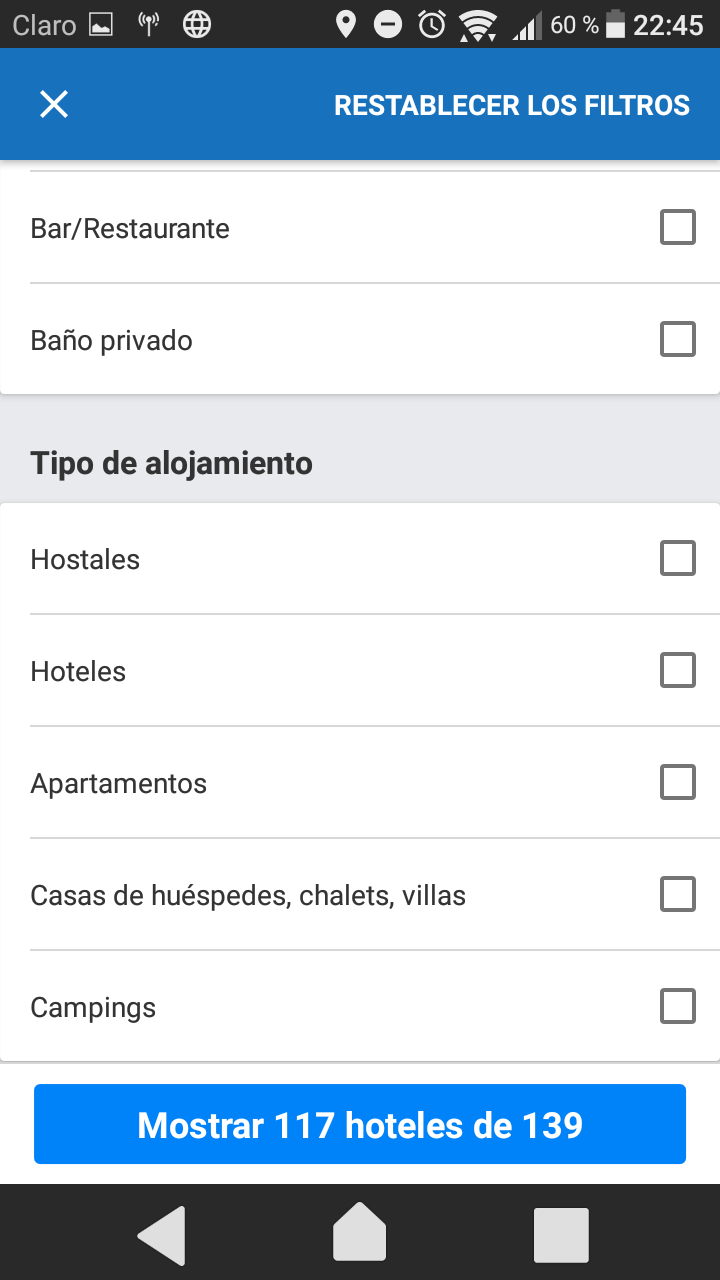 Claro 60 % 22:45
RESTABLECER LOS FILTROS
Bar/Restaurante
Baño privado
Tipo de alojamiento
Hostales
Hoteles
Apartamentos
Casas de huéspedes, chalets, villas
Campings
Mostrar 117 hoteles de 139